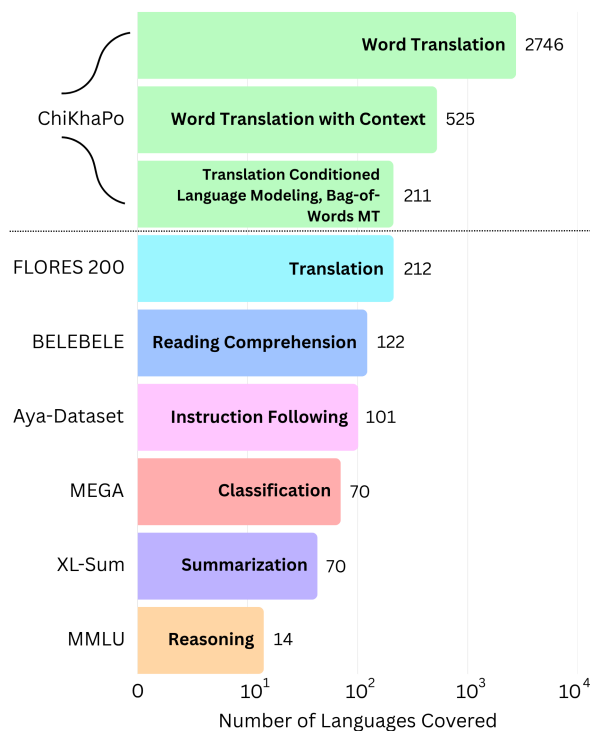 Word Translation 2746
ChiKhaPo
Word Translation with Context 525
Translation Conditioned
Language Modeling, Bag-of-
Words MT
211
FLORES 200 Translation 212
BELEBELE Reading Comprehension 122
Aya-Dataset Instruction Following 101
MEGA Classification 70
XL-Sum Summarization 70
MMLU Reasoning 14
0 10¹ 10² 10³ 10⁴
Number of Languages Covered